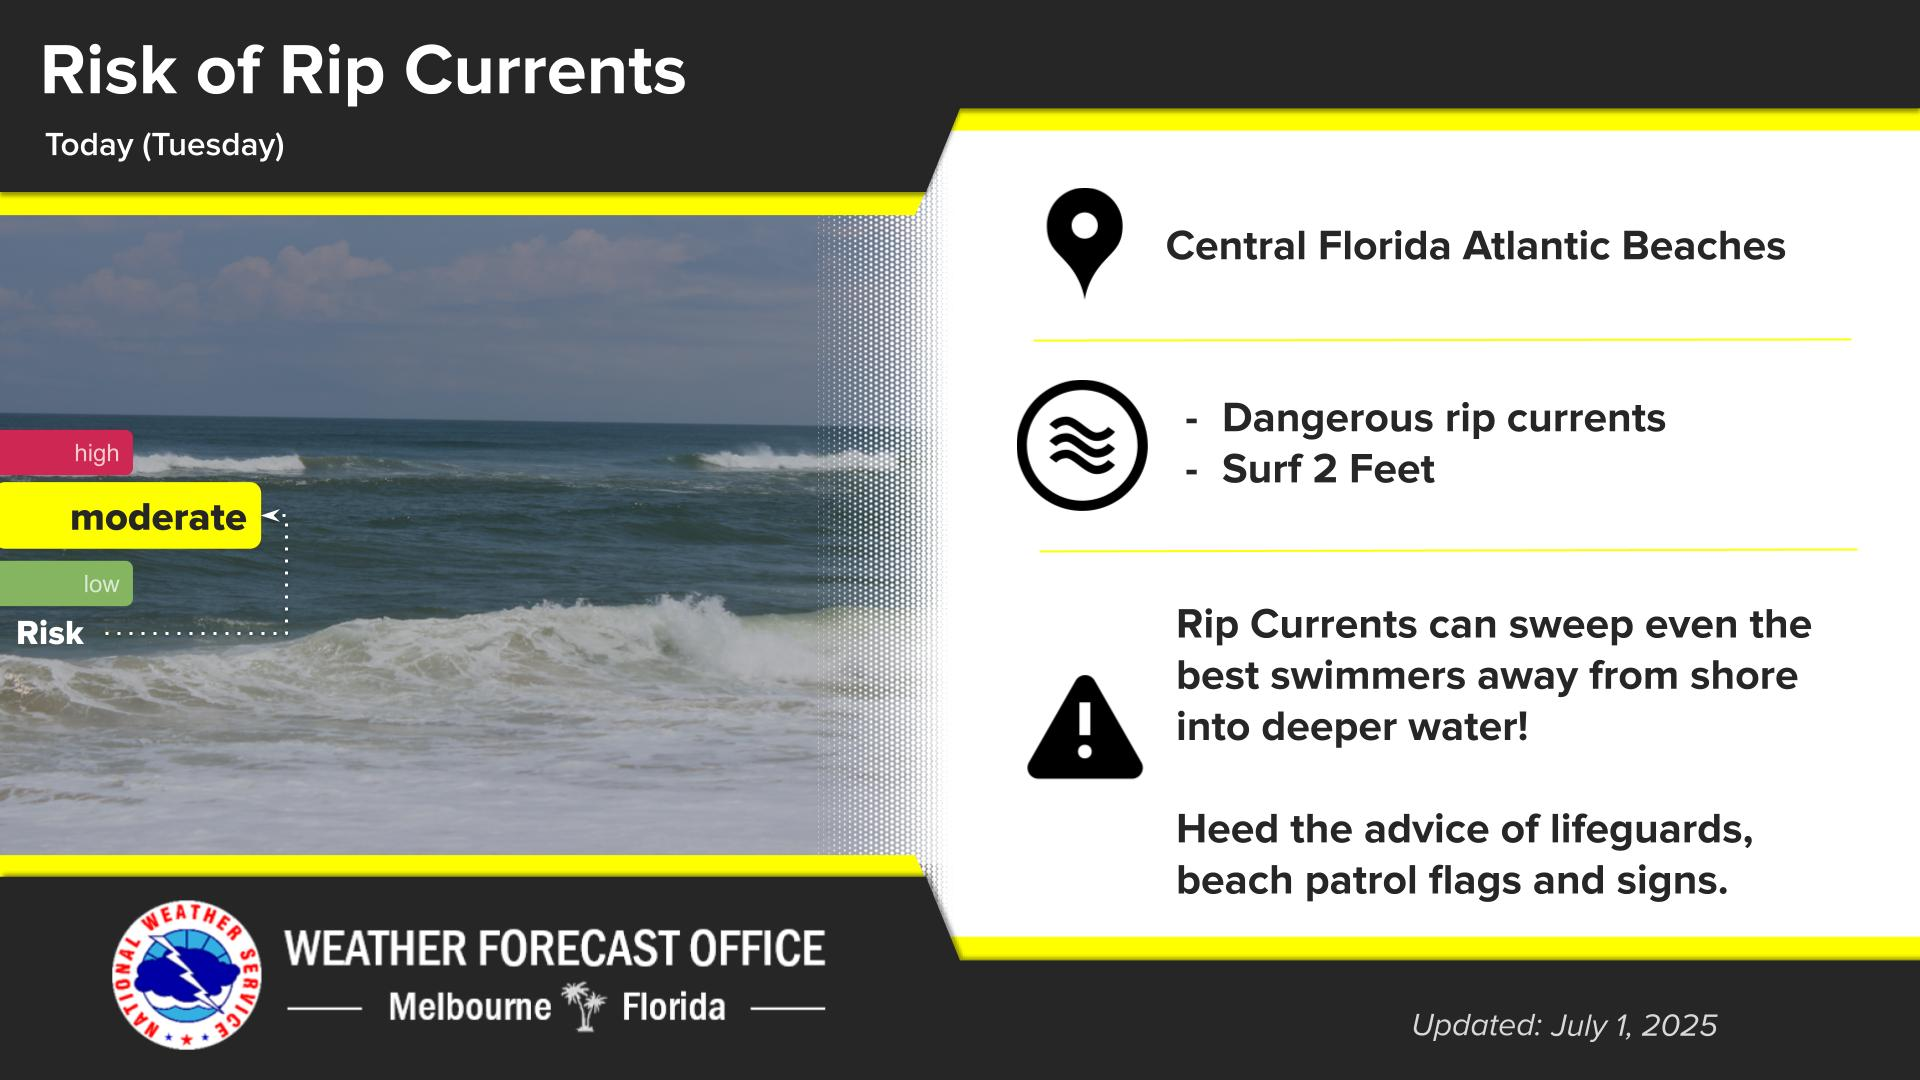 Risk of Rip Currents
Today (Tuesday)
high
moderate
low
Risk
Central Florida Atlantic Beaches
- Dangerous rip currents
- Surf 2 Feet
Rip Currents can sweep even the
best swimmers away from shore
into deeper water!
Heed the advice of lifeguards,
beach patrol flags and signs.
NATIONAL WEATHER SERVICE
WEATHER FORECAST OFFICE
Melbourne Florida
Updated: July 1, 2025